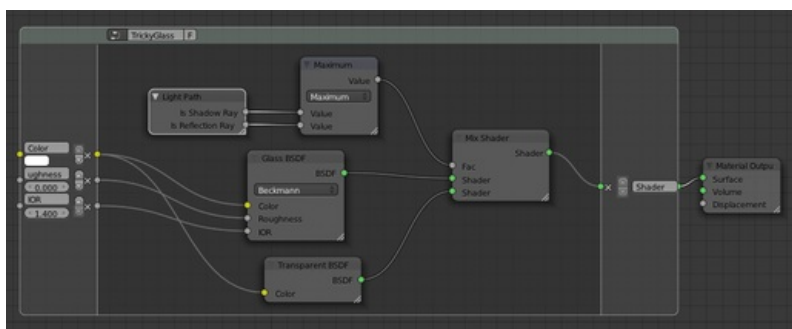 TrickyGlass F
Maximum
Value
Maximum
Value
Value
Light Path
Is Shadow Ray
Is Reflection Ray
Color
ughness
0.000
IOR
1.400
Glass BSDF
BSDF
Beckmann
Color
Roughness
IOR
Transparent BSDF
BSDF
Color
Mix Shader
Shader
Fac
Shader
Shader
Shader
Material Outpu
Surface
Volume
Displacement